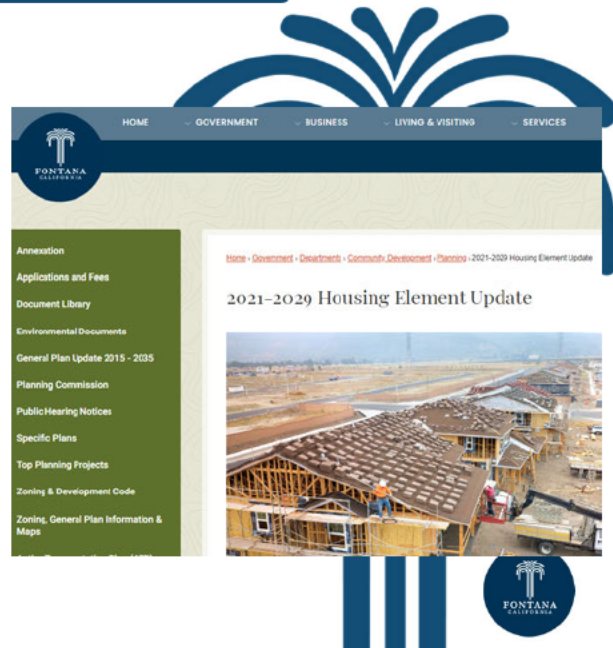 HOME
GOVERNMENT
BUSINESS
LIVING & VISITING
SERVICES
FONTANA
CALIFORNIA
Annexation
Applications and Fees
Document Library
Environmental Documents
General Plan Update 2015 - 2035
Planning Commission
Public Hearing Notices
Specific Plans
Top Planning Projects
Zoning & Development Code
Zoning, General Plan Information &
Maps
Home › Government › Departments › Community Development › Planning › 2021-2029 Housing Element Update
2021-2029 Housing Element Update
FONTANA
CALIFORNIA